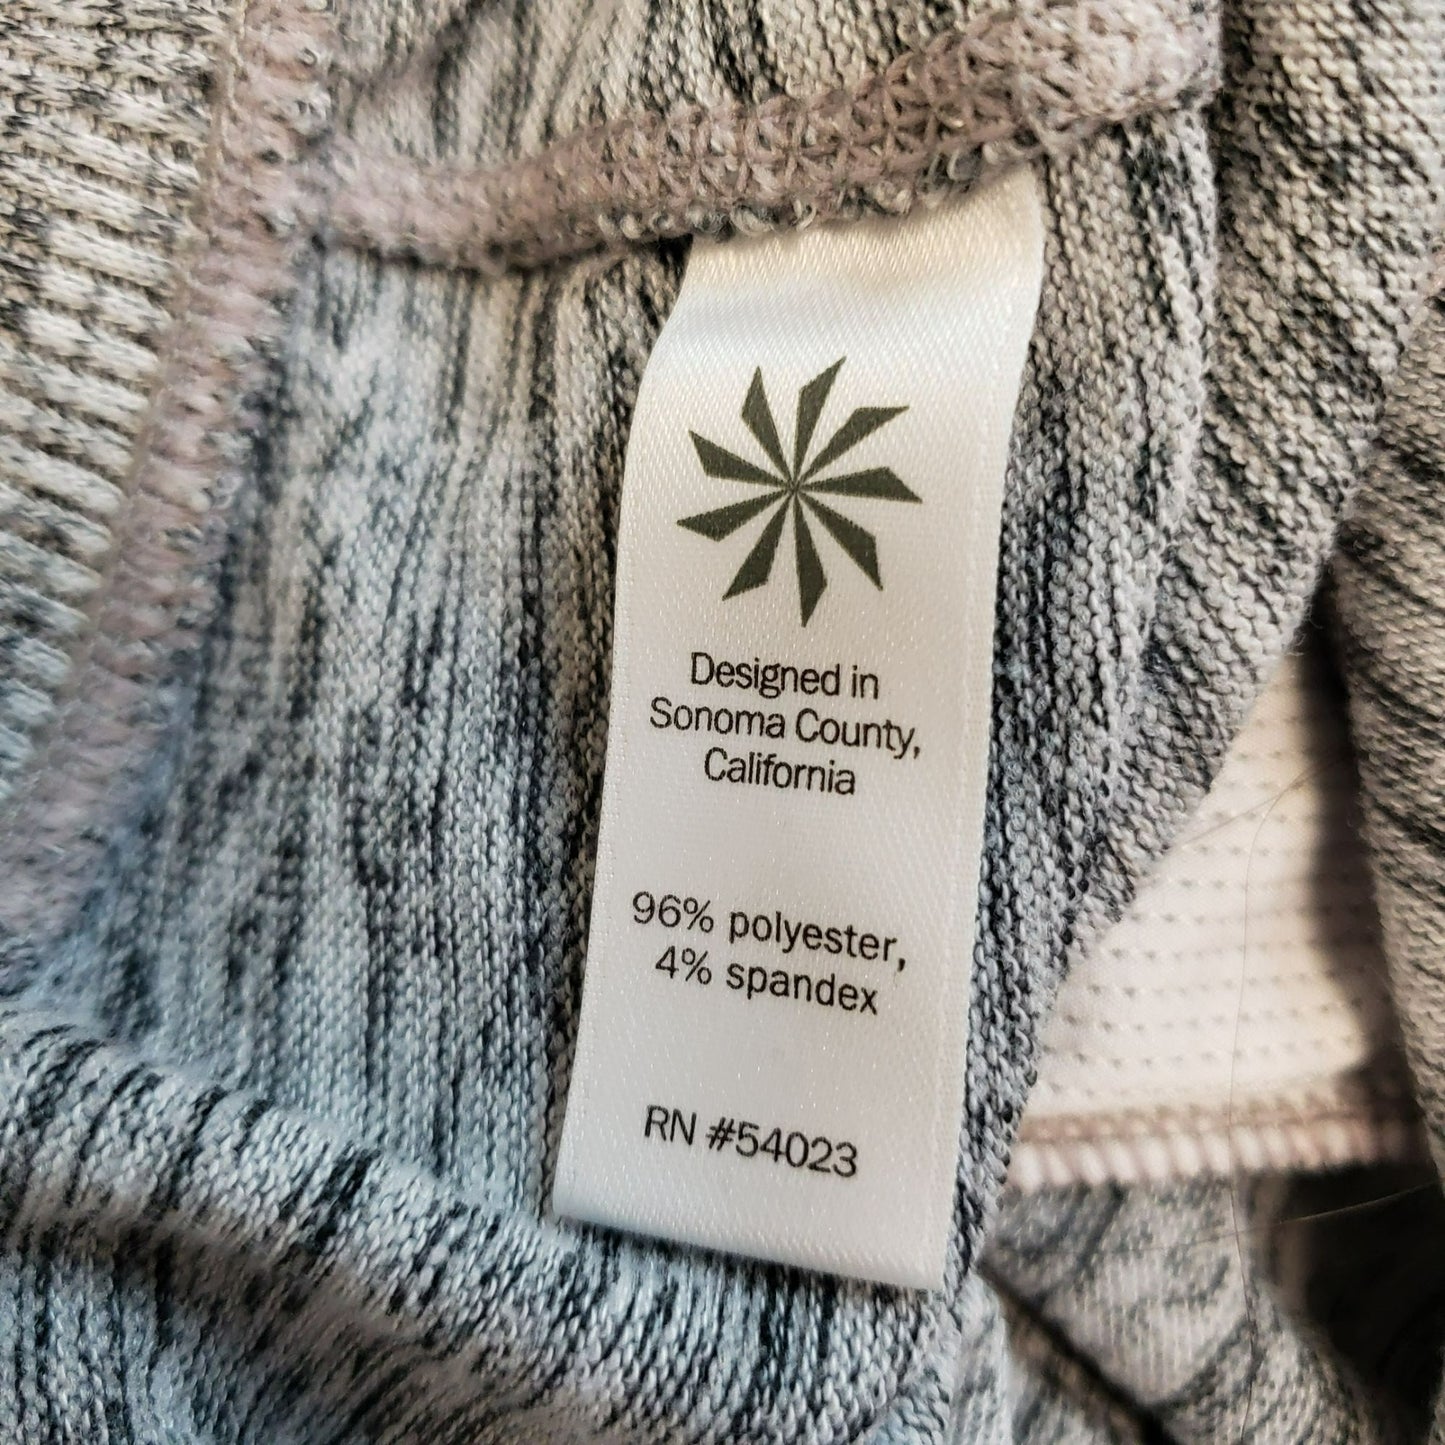 Designed in
Sonoma County,
California
96% polyester,
4% spandex
RN #54023